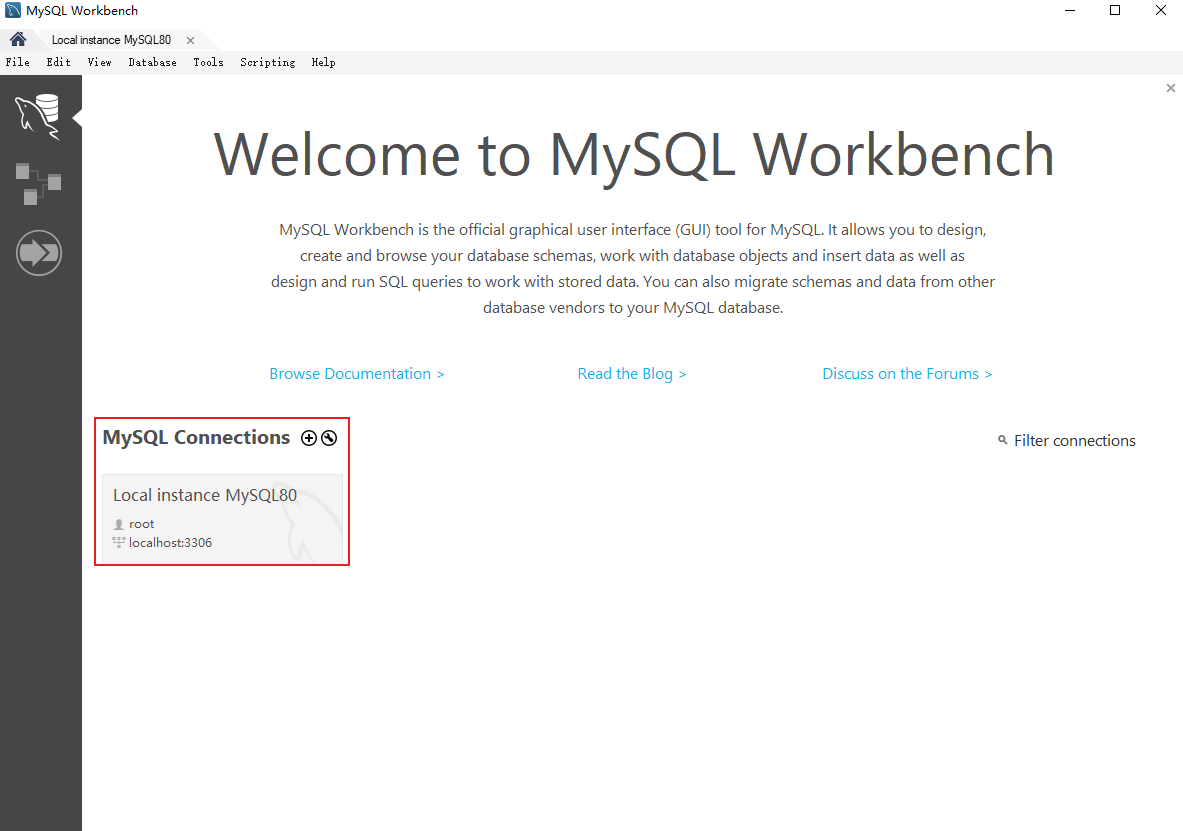 MySQL Workbench
Local instance MySQL80
File Edit View Database Tools Scripting Help
Welcome to MySQL Workbench
MySQL Workbench is the official graphical user interface (GUI) tool for MySQL. It allows you to design,
create and browse your database schemas, work with database objects and insert data as well as
design and run SQL queries to work with stored data. You can also migrate schemas and data from other
database vendors to your MySQL database.
Browse Documentation > Read the Blog > Discuss on the Forums >
MySQL Connections Filter connections
Local instance MySQL80
root
localhost:3306